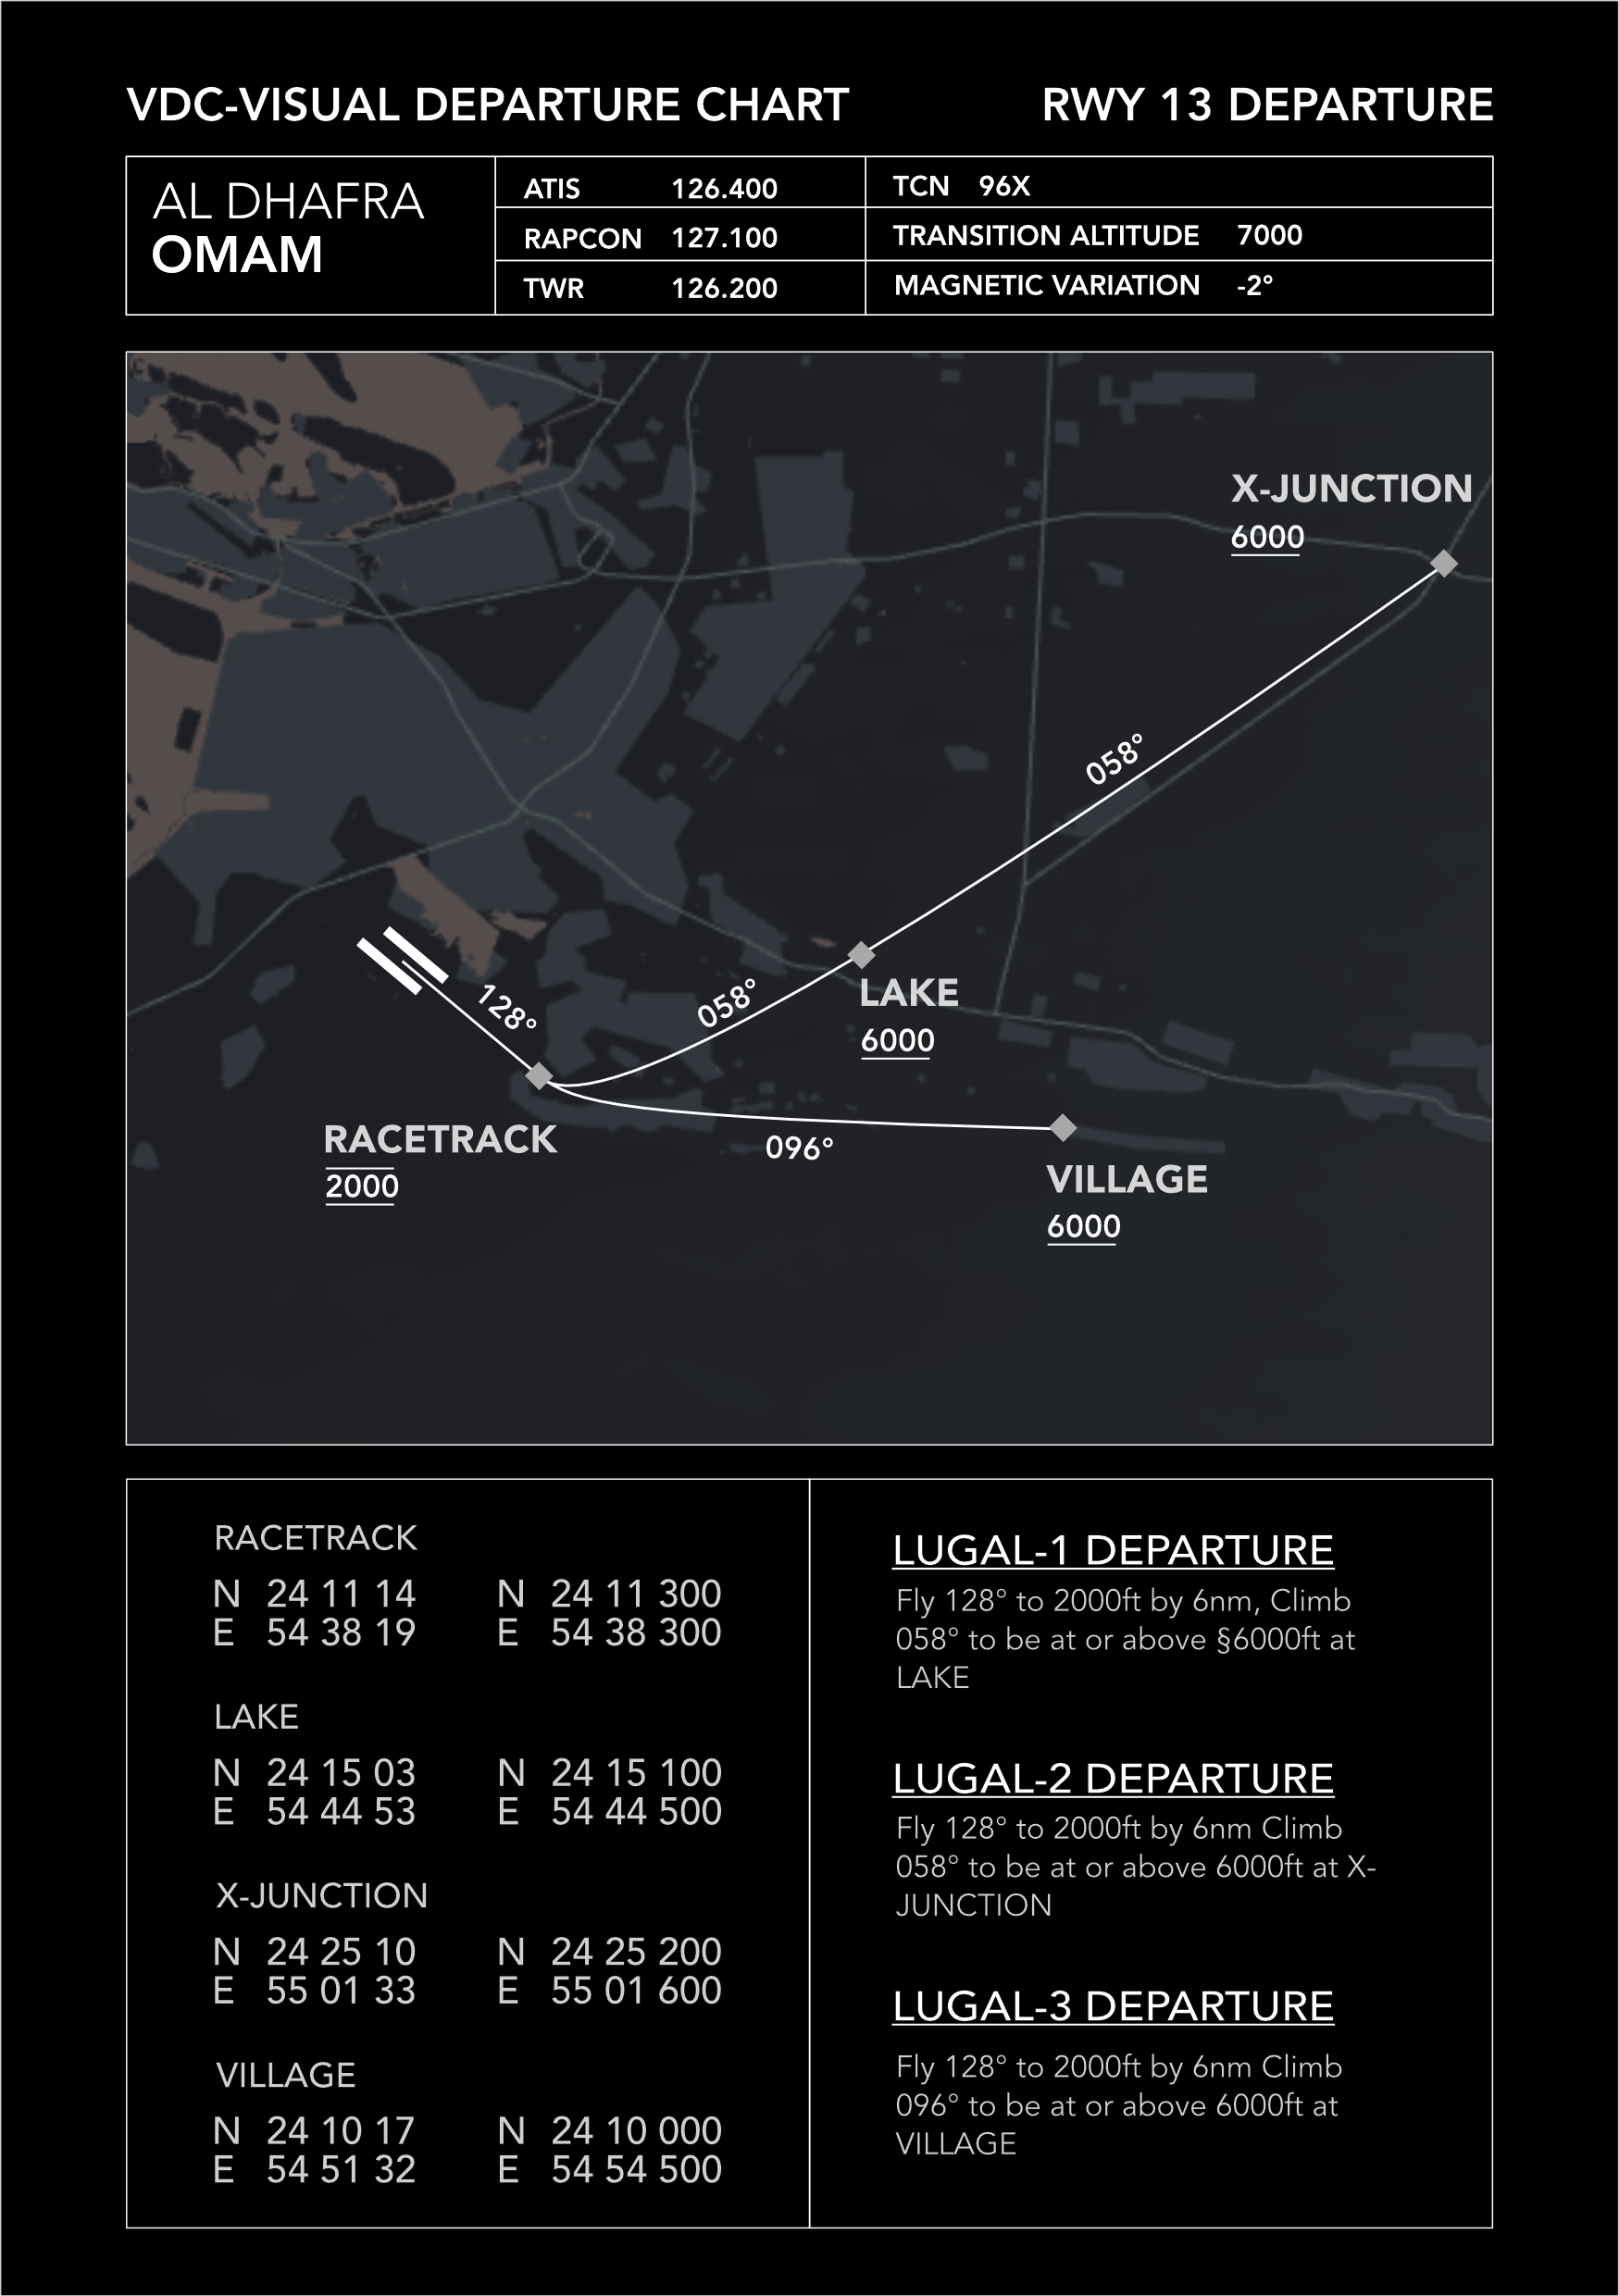 VDC-VISUAL DEPARTURE CHART
RWY 13 DEPARTURE
AL DHAFRA
OMAM
ATIS 126.400
RAPCON 127.100
TWR 126.200
TCN 96X
TRANSITION ALTITUDE 7000
MAGNETIC VARIATION -2°
X-JUNCTION
6000
058°
LAKE
6000
058°
128°
RACETRACK
2000
096°
VILLAGE
6000
RACETRACK
N 24 11 14 N 24 11 300
E 54 38 19 E 54 38 300
LAKE
N 24 15 03 N 24 15 100
E 54 44 53 E 54 44 500
X-JUNCTION
N 24 25 10 N 24 25 200
E 55 01 33 E 55 01 600
VILLAGE
N 24 10 17 N 24 10 000
E 54 51 32 E 54 54 500
LUGAL-1 DEPARTURE
Fly 128° to 2000ft by 6nm, Climb
058° to be at or above §6000ft at
LAKE
LUGAL-2 DEPARTURE
Fly 128° to 2000ft by 6nm Climb
058° to be at or above 6000ft at X-
JUNCTION
LUGAL-3 DEPARTURE
Fly 128° to 2000ft by 6nm Climb
096° to be at or above 6000ft at
VILLAGE